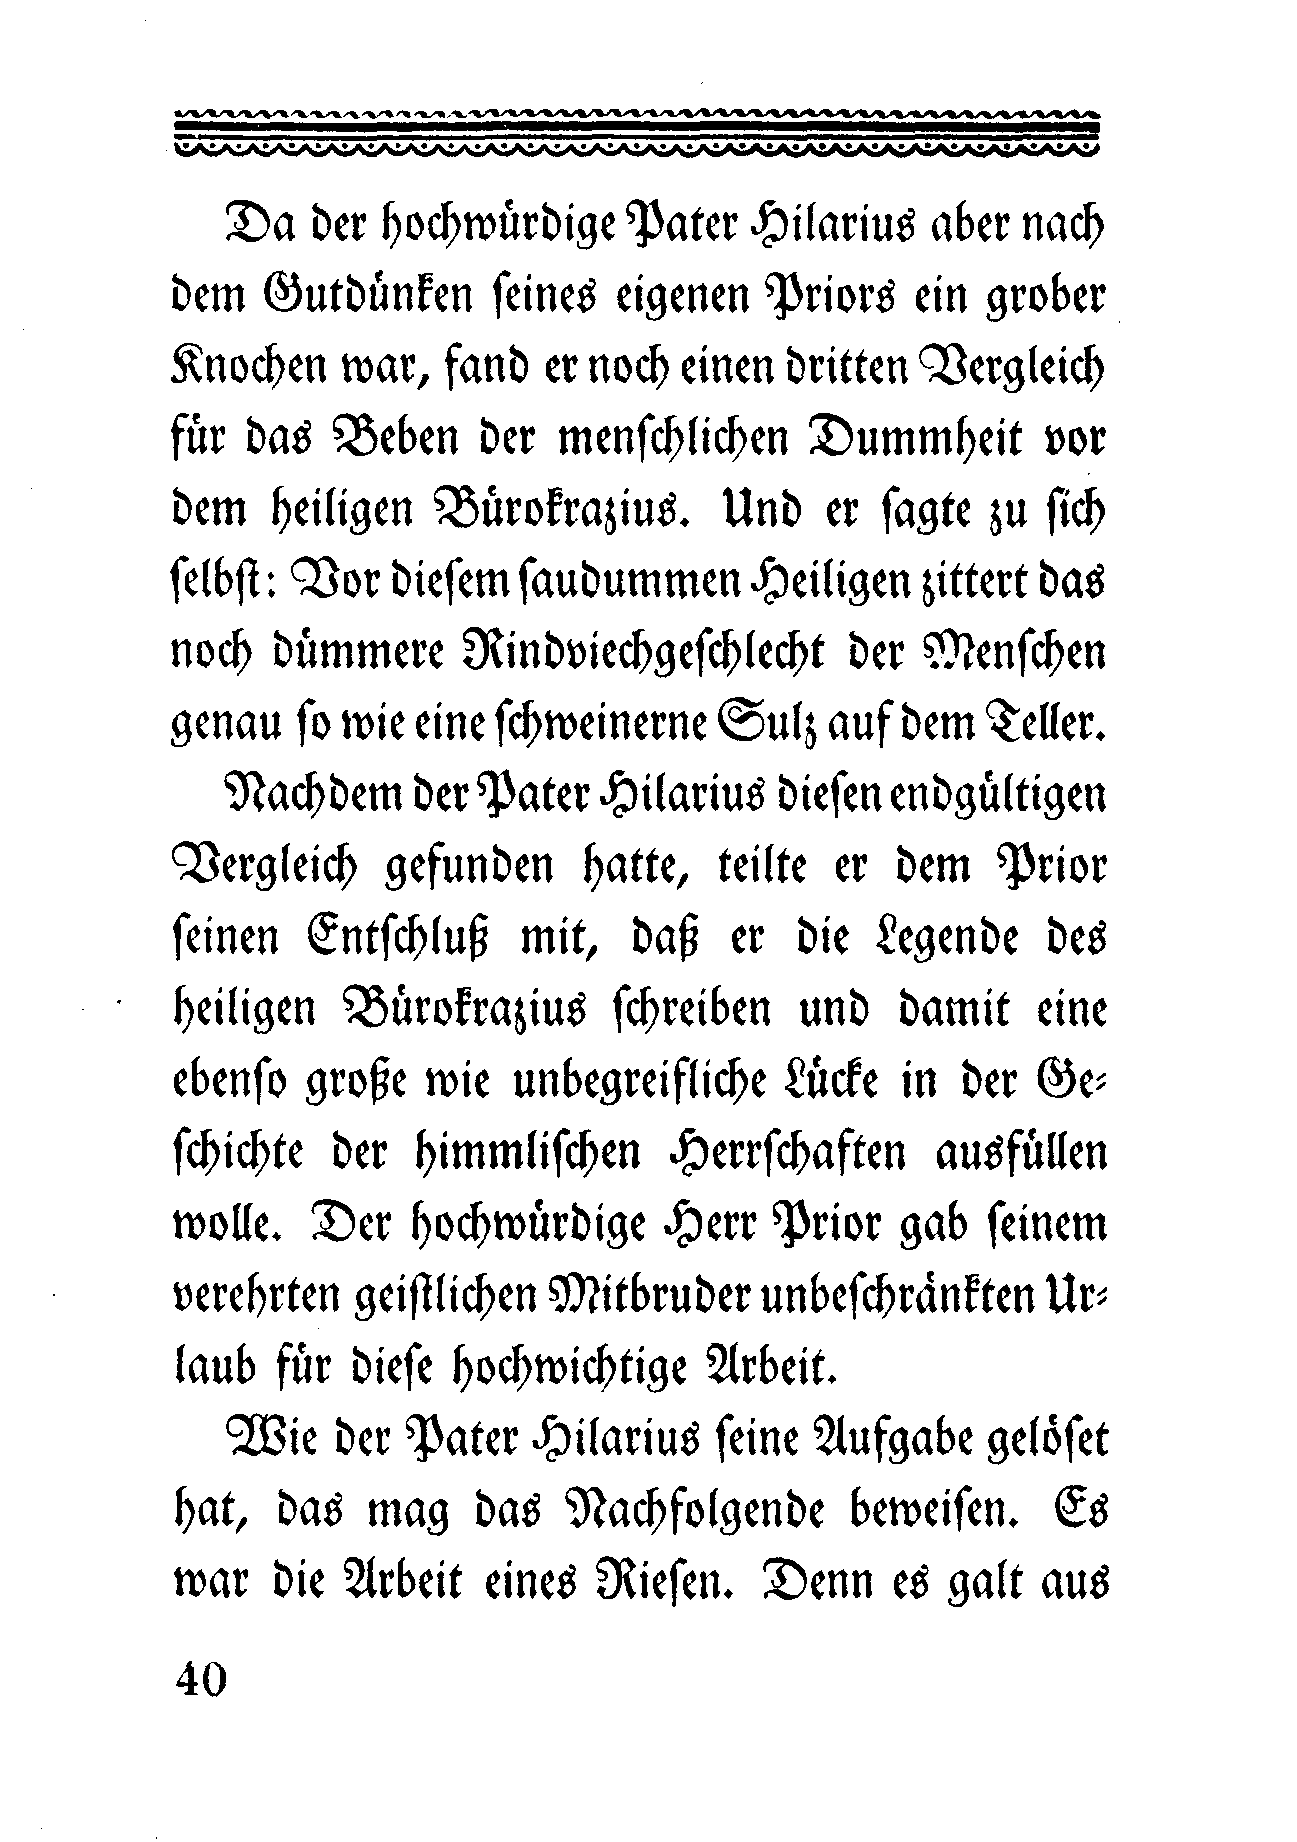 Da der hochwürdige Pater Hilarius aber nach
dem Gutdünken ſeines eigenen Priors ein grober
Knochen war, fand er noch einen dritten Vergleich
für das Beben der menſchlichen Dummheit vor
dem heiligen Bürokrazius. Und er ſagte zu ſich
ſelbſt: Vor dieſem ſaudummen Heiligen zittert das
noch dümmere Rindviechgeſchlecht der Menſchen
genau ſo wie eine ſchweinerne Sulz auf dem Teller.
Nachdem der Pater Hilarius dieſen endgültigen
Vergleich gefunden hatte, teilte er dem Prior
ſeinen Entſchluß mit, daß er die Legende des
heiligen Bürokrazius ſchreiben und damit eine
ebenſo große wie unbegreifliche Lücke in der Ge⸗
ſchichte der himmliſchen Herrſchaften ausfüllen
wolle. Der hochwürdige Herr Prior gab ſeinem
verehrten geiſtlichen Mitbruder unbeſchränkten Ur⸗
laub für dieſe hochwichtige Arbeit.
Wie der Pater Hilarius ſeine Aufgabe gelöſet
hat, das mag das Nachfolgende beweiſen. Es
war die Arbeit eines Rieſen. Denn es galt aus
40